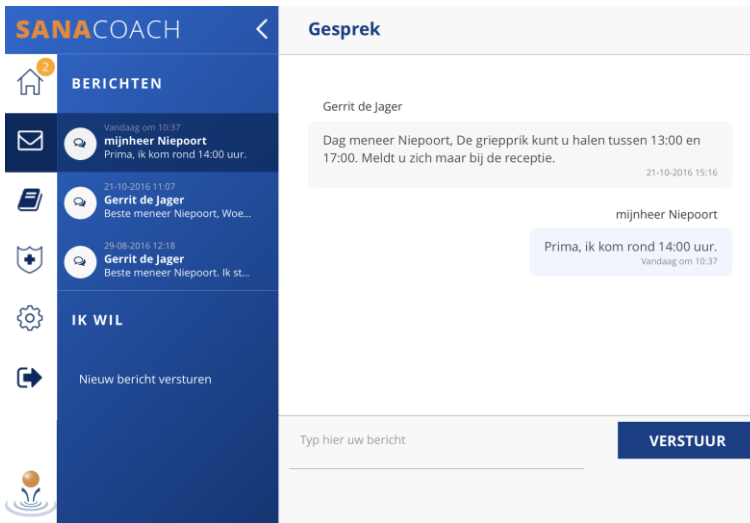 SANACOACH
Gesprek
2
BERICHTEN
Vandaag om 10:37
mijnheer Niepoort
Prima, ik kom rond 14:00 uur.
21-10-2016 11:07
Gerrit de Jager
Beste meneer Niepoort, Woe...
29-08-2016 12:18
Gerrit de Jager
Beste meneer Niepoort. Ik st...
IK WIL
Nieuw bericht versturen
Gerrit de Jager
Dag meneer Niepoort, De griepprik kunt u halen tussen 13:00 en
17:00. Meldt u zich maar bij de receptie.
21-10-2016 15:16
mijnheer Niepoort
Prima, ik kom rond 14:00 uur.
Vandaag om 10:37
Typ hier uw bericht
VERSTUUR